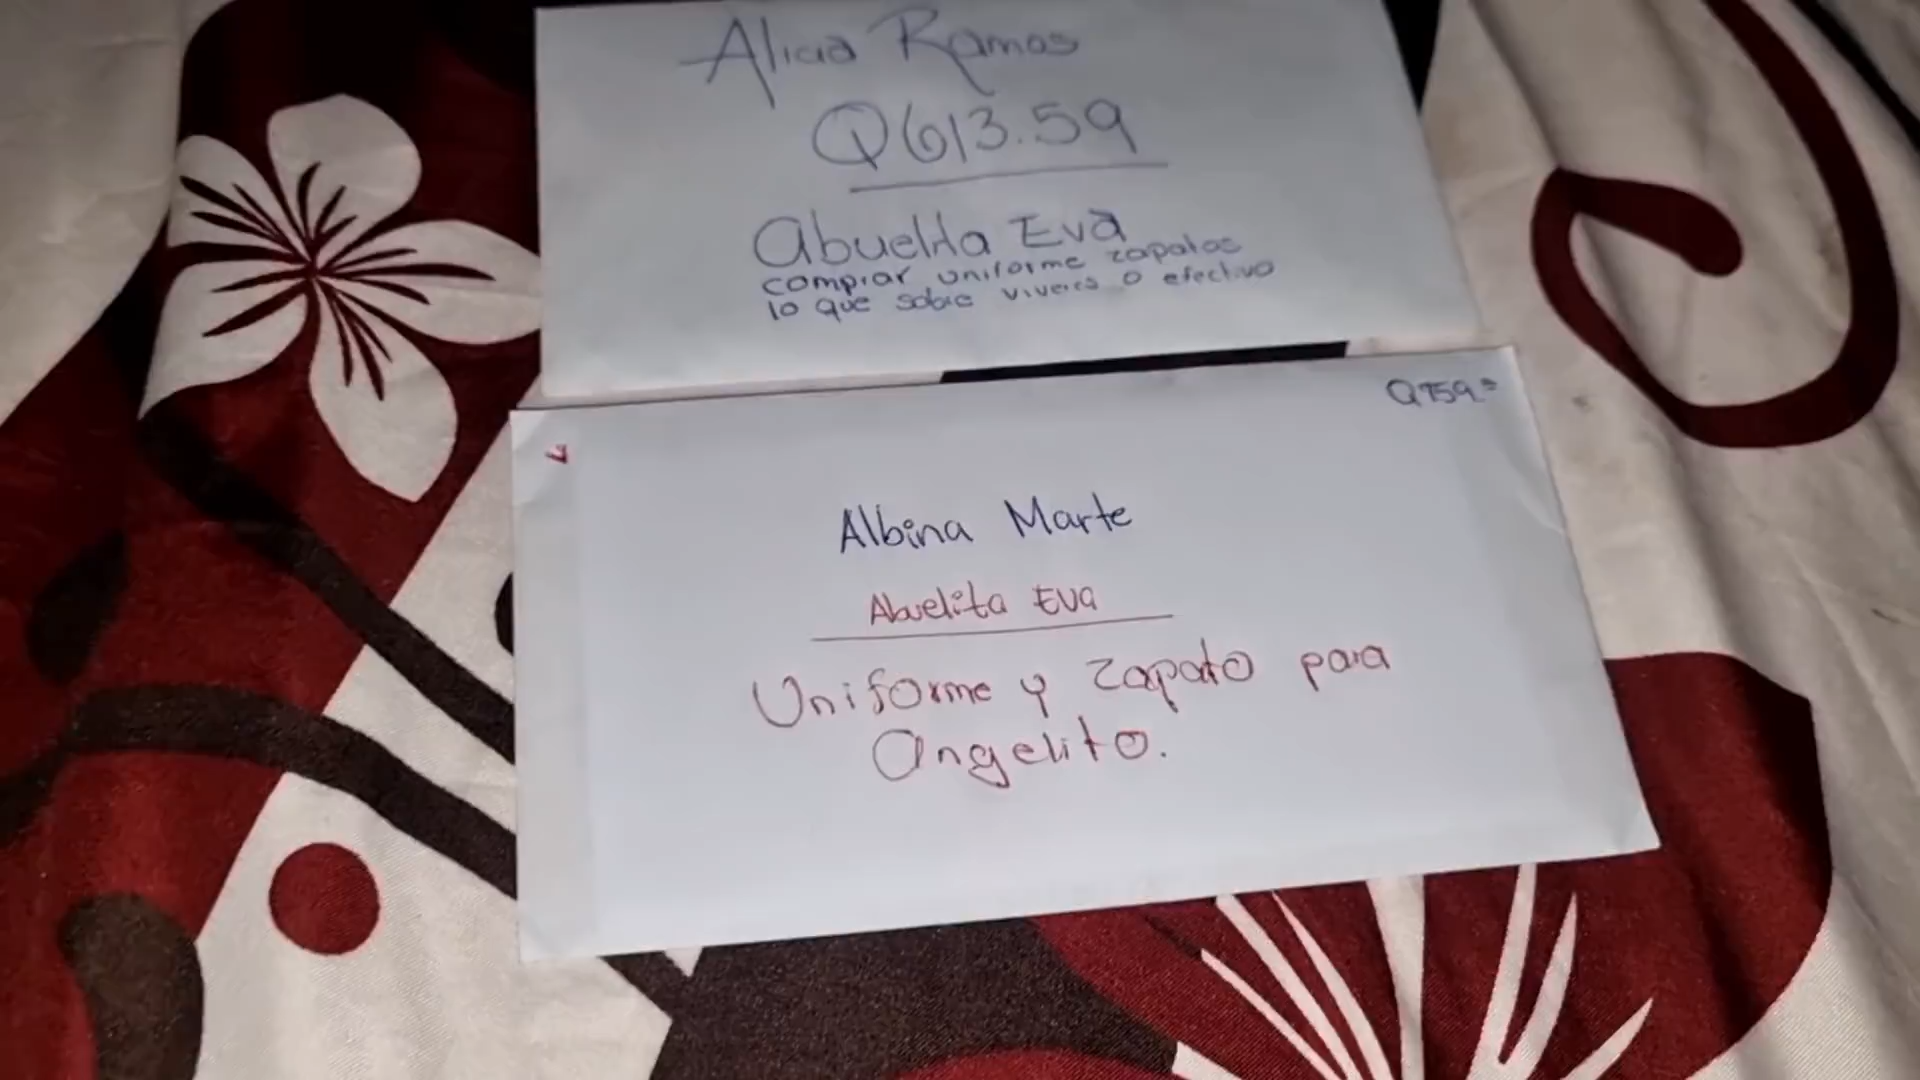 Alicia Ramos
Q613.59
Abuelita Eva
comprar uniforme zapatos
lo que sobre viveres o efectivo
Q759.=
Albina Marte
Abuelita Eva
Uniforme y zapato para
Angelito.